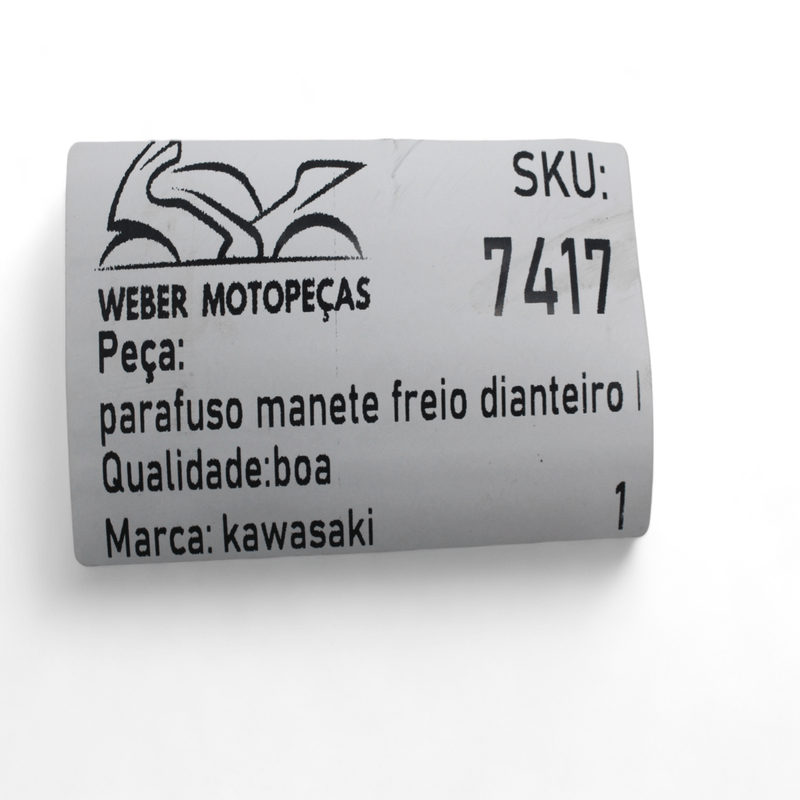 SKU:
7417
WEBER MOTOPEÇAS
Peça:
parafuso manete freio dianteiro
Qualidade:boa
Marca: kawasaki
1